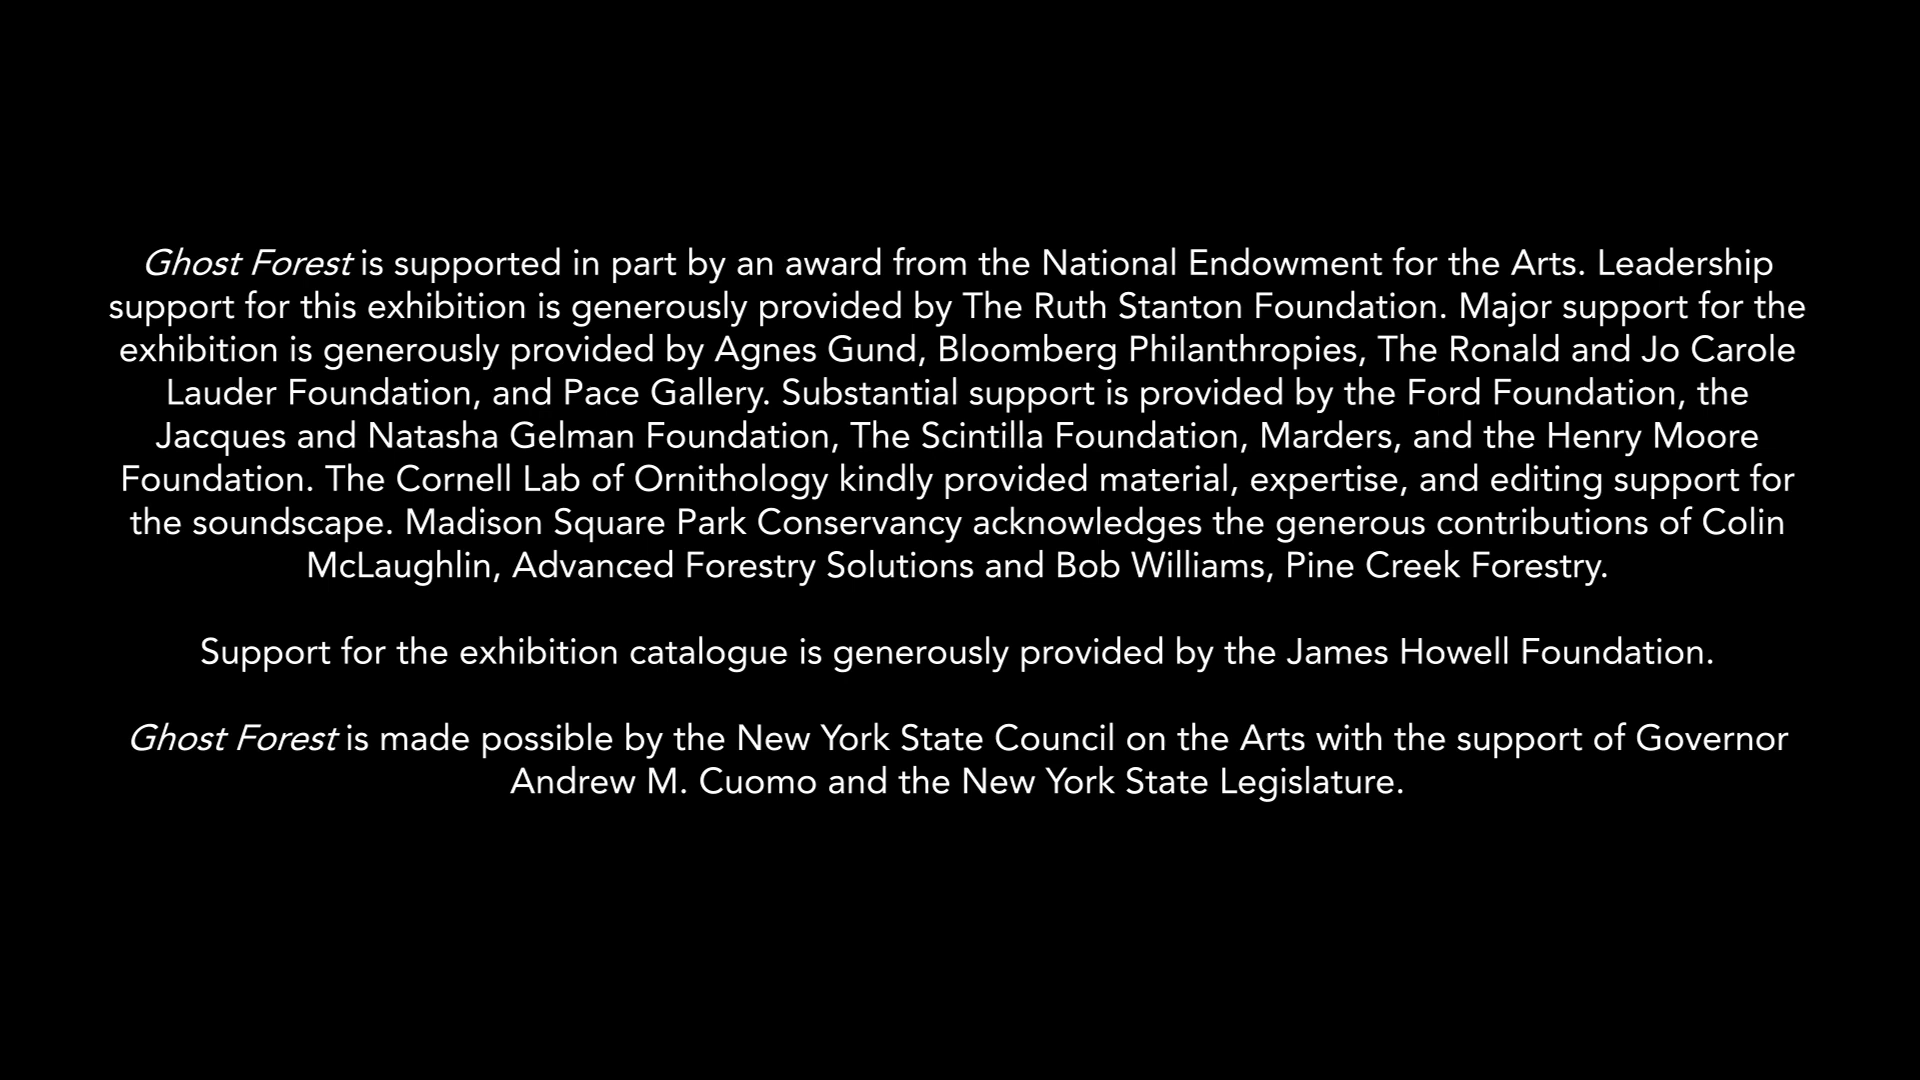 Ghost Forest is supported in part by an award from the National Endowment for the Arts. Leadership
support for this exhibition is generously provided by The Ruth Stanton Foundation. Major support for the
exhibition is generously provided by Agnes Gund, Bloomberg Philanthropies, The Ronald and Jo Carole
Lauder Foundation, and Pace Gallery. Substantial support is provided by the Ford Foundation, the
Jacques and Natasha Gelman Foundation, The Scintilla Foundation, Marders, and the Henry Moore
Foundation. The Cornell Lab of Ornithology kindly provided material, expertise, and editing support for
the soundscape. Madison Square Park Conservancy acknowledges the generous contributions of Colin
McLaughlin, Advanced Forestry Solutions and Bob Williams, Pine Creek Forestry.
Support for the exhibition catalogue is generously provided by the James Howell Foundation.
Ghost Forest is made possible by the New York State Council on the Arts with the support of Governor
Andrew M. Cuomo and the New York State Legislature.